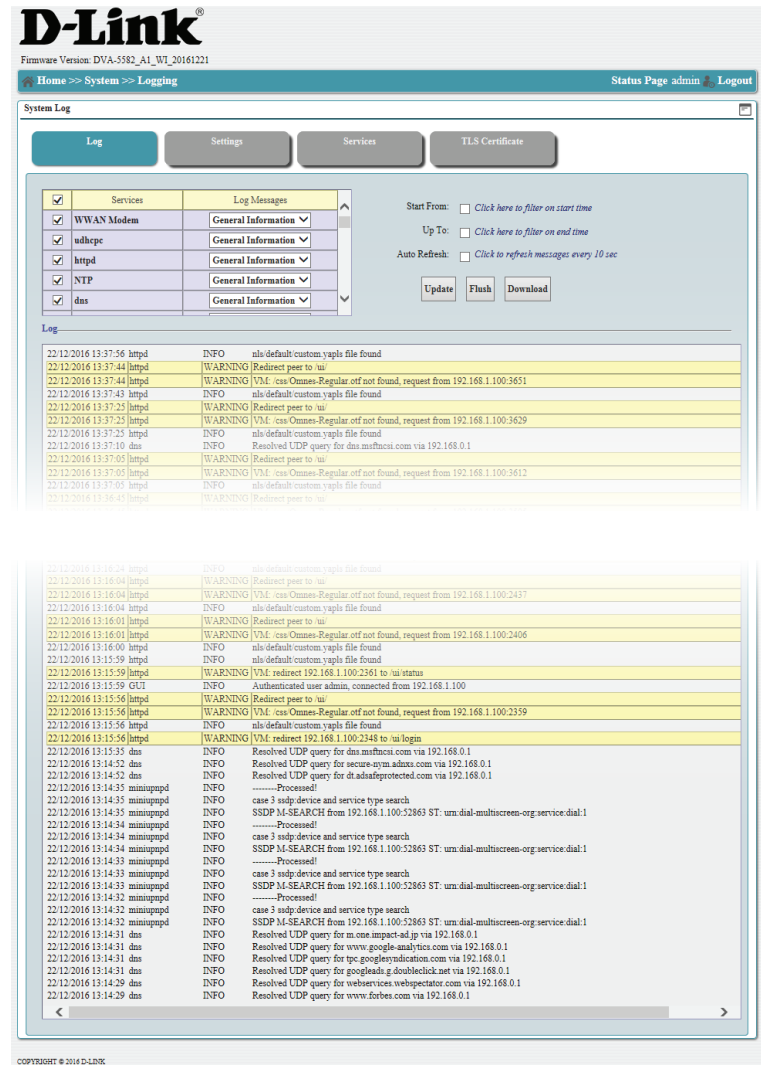 D-Link®
Firmware Version: DVA-5582_A1_WI_20161221
Home >> System >> Logging Status Page admin Logout
System Log
Log Settings Services TLS Certificate
Services Log Messages
WWAN Modem General Information
udhcpc General Information
httpd General Information
NTP General Information
dns General Information
Start From: Click here to filter on start time
Up To: Click here to filter on end time
Auto Refresh: Click to refresh messages every 10 sec
Update Flush Download
Log
22/12/2016 13:37:56 httpd INFO nls/default/custom.yapls file found
22/12/2016 13:37:44 httpd WARNING Redirect peer to /ui/
22/12/2016 13:37:44 httpd WARNING VM: /css/Omnes-Regular.otf not found, request from 192.168.1.100:3651
22/12/2016 13:37:43 httpd INFO nls/default/custom.yapls file found
22/12/2016 13:37:25 httpd WARNING Redirect peer to /ui/
22/12/2016 13:37:25 httpd WARNING VM: /css/Omnes-Regular.otf not found, request from 192.168.1.100:3629
22/12/2016 13:37:25 httpd INFO nls/default/custom.yapls file found
22/12/2016 13:37:10 dns INFO Resolved UDP query for dns.msftncsi.com via 192.168.0.1
22/12/2016 13:37:05 httpd WARNING Redirect peer to /ui/
22/12/2016 13:37:05 httpd WARNING VM: /css/Omnes-Regular.otf not found, request from 192.168.1.100:3612
22/12/2016 13:37:05 httpd INFO nls/default/custom.yapls file found
22/12/2016 13:36:45 httpd WARNING Redirect peer to /ui/
22/12/2016 13:16:24 httpd INFO nls/default/custom.yapls file found
22/12/2016 13:16:04 httpd WARNING Redirect peer to /ui/
22/12/2016 13:16:04 httpd WARNING VM: /css/Omnes-Regular.otf not found, request from 192.168.1.100:2437
22/12/2016 13:16:04 httpd INFO nls/default/custom.yapls file found
22/12/2016 13:16:01 httpd WARNING Redirect peer to /ui/
22/12/2016 13:16:01 httpd WARNING VM: /css/Omnes-Regular.otf not found, request from 192.168.1.100:2406
22/12/2016 13:16:00 httpd INFO nls/default/custom.yapls file found
22/12/2016 13:15:59 httpd INFO nls/default/custom.yapls file found
22/12/2016 13:15:59 httpd WARNING VM: redirect 192.168.1.100:2361 to /ui/status
22/12/2016 13:15:59 GUI INFO Authenticated user admin, connected from 192.168.1.100
22/12/2016 13:15:56 httpd WARNING Redirect peer to /ui/
22/12/2016 13:15:56 httpd WARNING VM: /css/Omnes-Regular.otf not found, request from 192.168.1.100:2359
22/12/2016 13:15:56 httpd INFO nls/default/custom.yapls file found
22/12/2016 13:15:56 httpd WARNING VM: redirect 192.168.1.100:2348 to /ui/login
22/12/2016 13:15:35 dns INFO Resolved UDP query for dns.msftncsi.com via 192.168.0.1
22/12/2016 13:14:52 dns INFO Resolved UDP query for secure-nym.adnxs.com via 192.168.0.1
22/12/2016 13:14:52 dns INFO Resolved UDP query for dt.adsafeprotected.com via 192.168.0.1
22/12/2016 13:14:35 miniupnpd INFO --------Processed!
22/12/2016 13:14:35 miniupnpd INFO case 3 ssdp:device and service type search
22/12/2016 13:14:35 miniupnpd INFO SSDP M-SEARCH from 192.168.1.100:52863 ST: urn:dial-multiscreen-org:service:dial:1
22/12/2016 13:14:34 miniupnpd INFO --------Processed!
22/12/2016 13:14:34 miniupnpd INFO case 3 ssdp:device and service type search
22/12/2016 13:14:34 miniupnpd INFO SSDP M-SEARCH from 192.168.1.100:52863 ST: urn:dial-multiscreen-org:service:dial:1
22/12/2016 13:14:33 miniupnpd INFO --------Processed!
22/12/2016 13:14:33 miniupnpd INFO case 3 ssdp:device and service type search
22/12/2016 13:14:33 miniupnpd INFO SSDP M-SEARCH from 192.168.1.100:52863 ST: urn:dial-multiscreen-org:service:dial:1
22/12/2016 13:14:32 miniupnpd INFO --------Processed!
22/12/2016 13:14:32 miniupnpd INFO case 3 ssdp:device and service type search
22/12/2016 13:14:32 miniupnpd INFO SSDP M-SEARCH from 192.168.1.100:52863 ST: urn:dial-multiscreen-org:service:dial:1
22/12/2016 13:14:31 dns INFO Resolved UDP query for m.one.impact-ad.jp via 192.168.0.1
22/12/2016 13:14:31 dns INFO Resolved UDP query for www.google-analytics.com via 192.168.0.1
22/12/2016 13:14:31 dns INFO Resolved UDP query for tpc.googlesyndication.com via 192.168.0.1
22/12/2016 13:14:31 dns INFO Resolved UDP query for googleads.g.doubleclick.net via 192.168.0.1
22/12/2016 13:14:29 dns INFO Resolved UDP query for webservices.webspectator.com via 192.168.0.1
22/12/2016 13:14:29 dns INFO Resolved UDP query for www.forbes.com via 192.168.0.1
COPYRIGHT © 2016 D-LINK